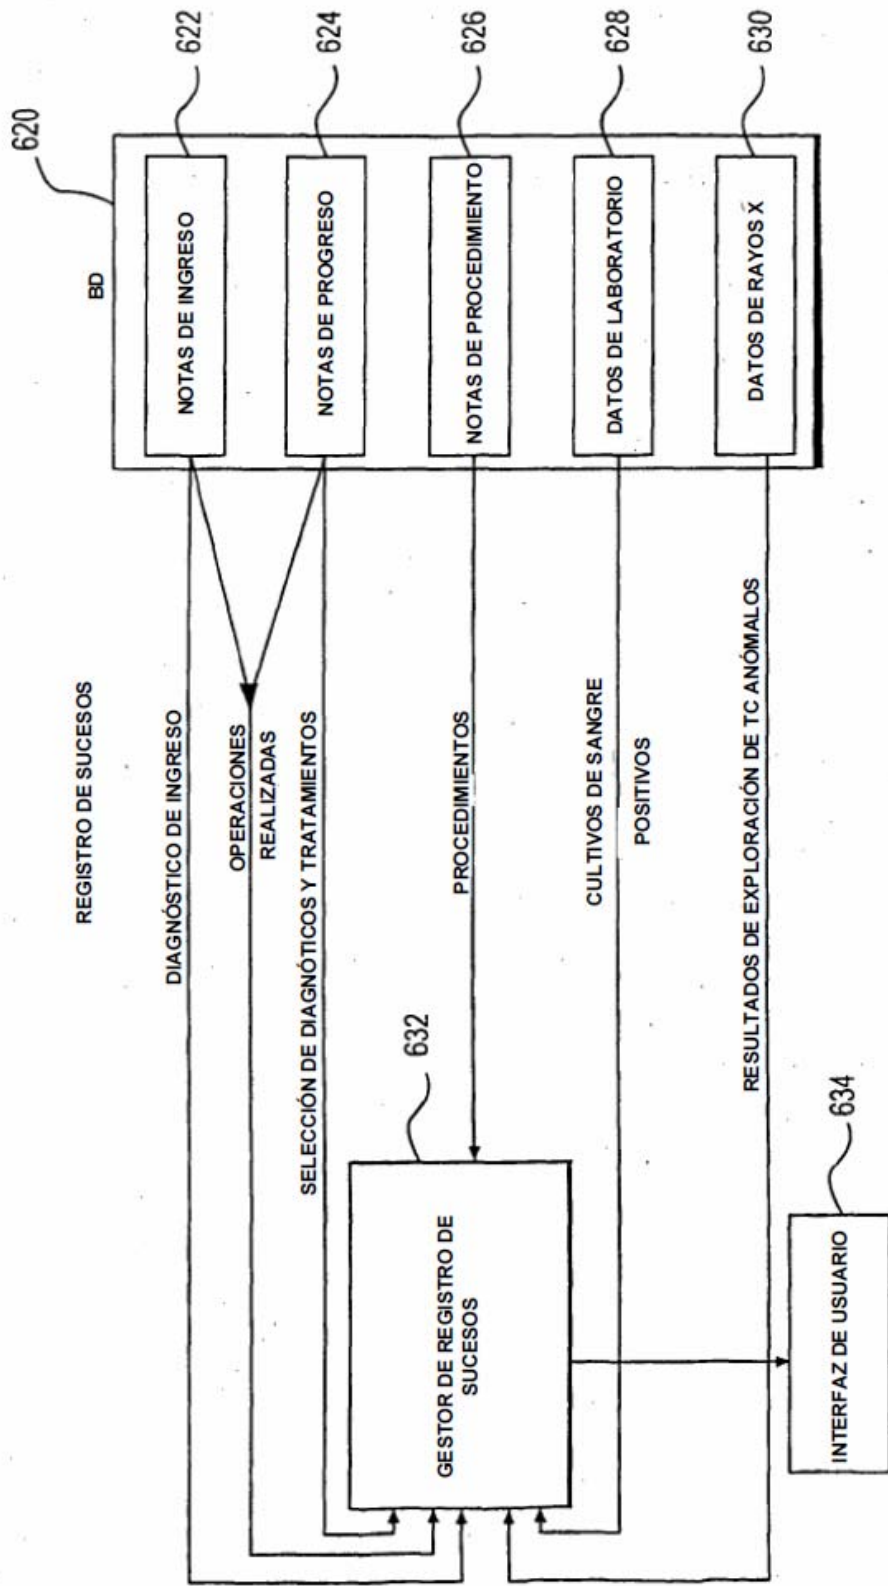 REGISTRO DE SUCESOS
BD
620
NOTAS DE INGRESO
622
NOTAS DE PROGRESO
624
NOTAS DE PROCEDIMIENTO
626
DATOS DE LABORATORIO
628
DATOS DE RAYOS X
630
DIAGNÓSTICO DE INGRESO
OPERACIONES
REALIZADAS
SELECCIÓN DE DIAGNÓTICOS Y TRATAMIENTOS
PROCEDIMIENTOS
CULTIVOS DE SANGRE
POSITIVOS
RESULTADOS DE EXPLORACIÓN DE TC ANÓMALOS
632
GESTOR DE REGISTRO DE
SUCESOS
634
INTERFAZ DE USUARIO